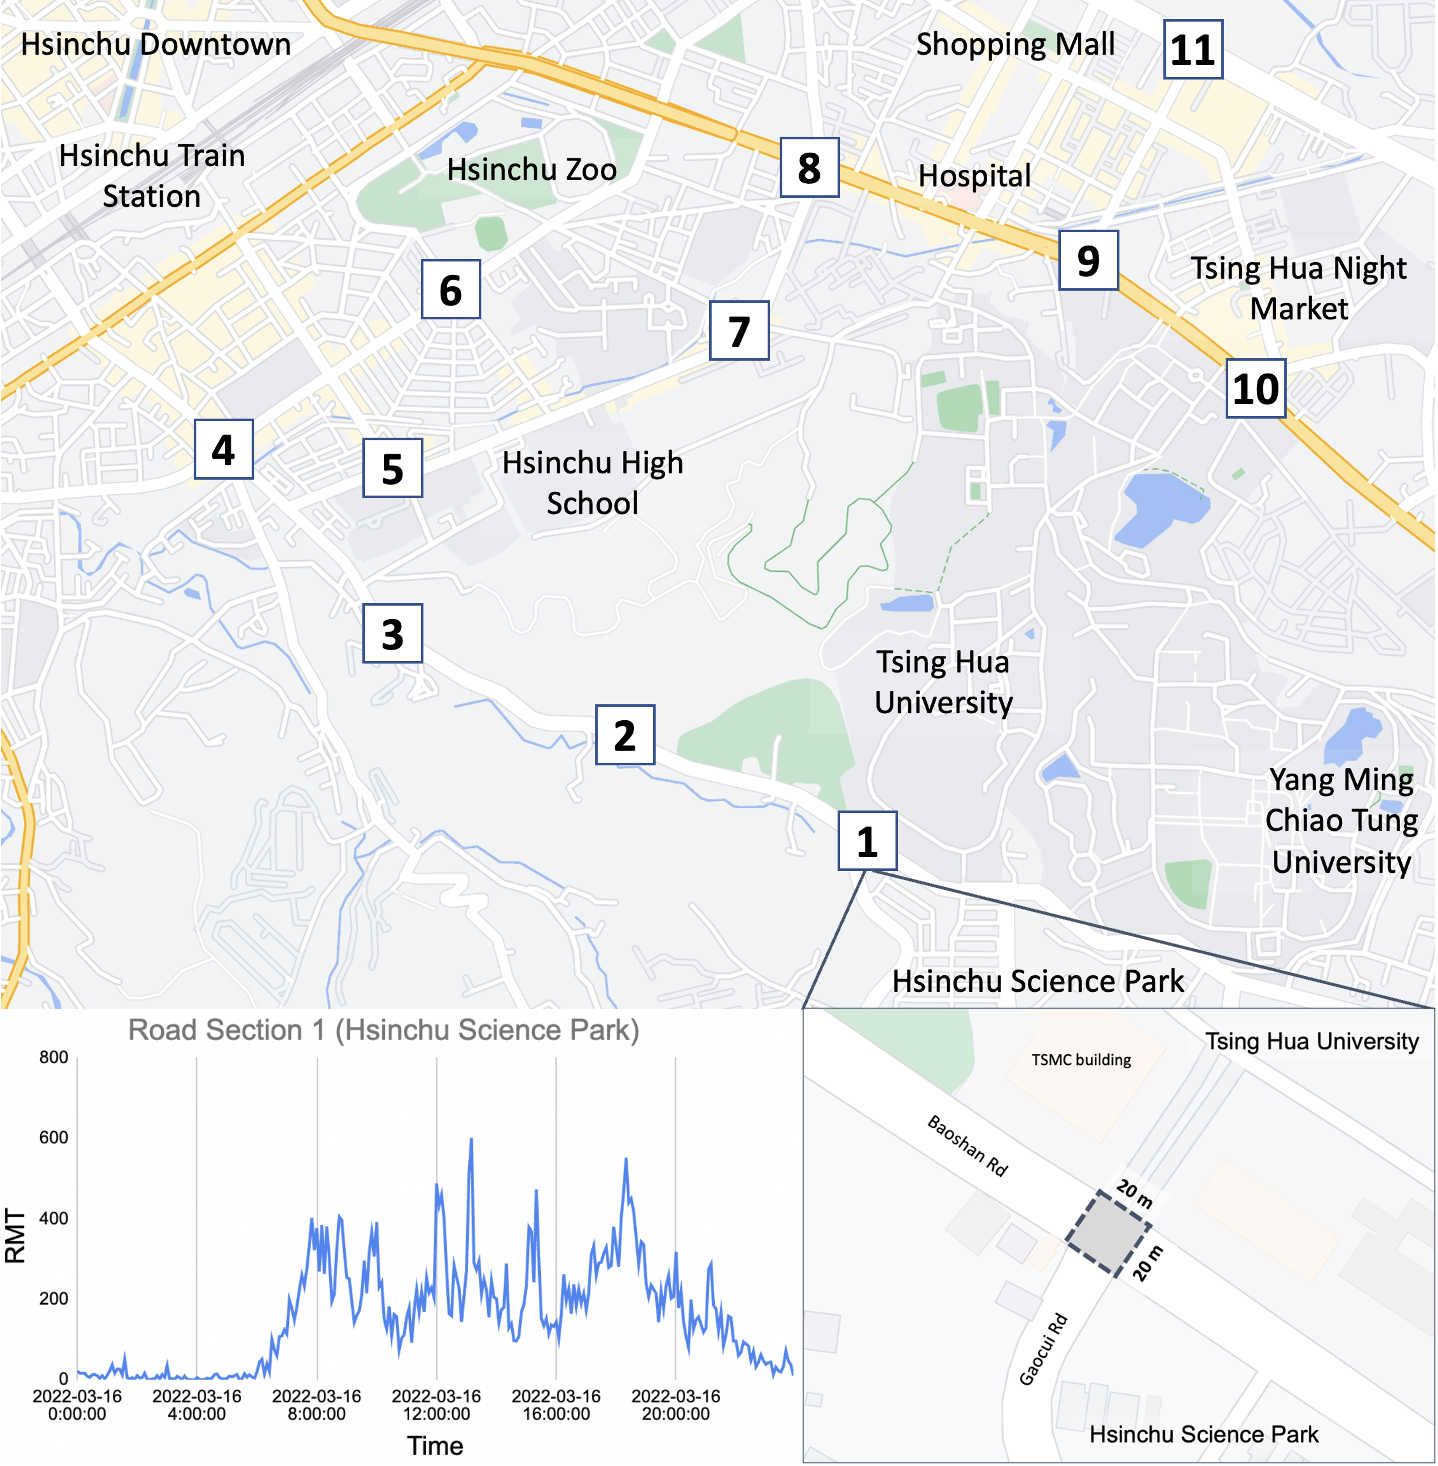 Hsinchu Downtown
Shopping Mall
11
Hsinchu Train
Station
Hsinchu Zoo
8
Hospital
6
9
Tsing Hua Night
Market
7
10
4
5
Hsinchu High
School
3
Tsing Hua
University
2
Yang Ming
Chiao Tung
University
1
Hsinchu Science Park
Road Section 1 (Hsinchu Science Park)
800
600
400
200
0
RMT
2022-03-16
0:00:00
2022-03-16
4:00:00
2022-03-16
8:00:00
2022-03-16
12:00:00
2022-03-16
16:00:00
2022-03-16
20:00:00
Time
Tsing Hua University
TSMC building
Baoshan Rd
20 m
20 m
Gaocui Rd
Hsinchu Science Park